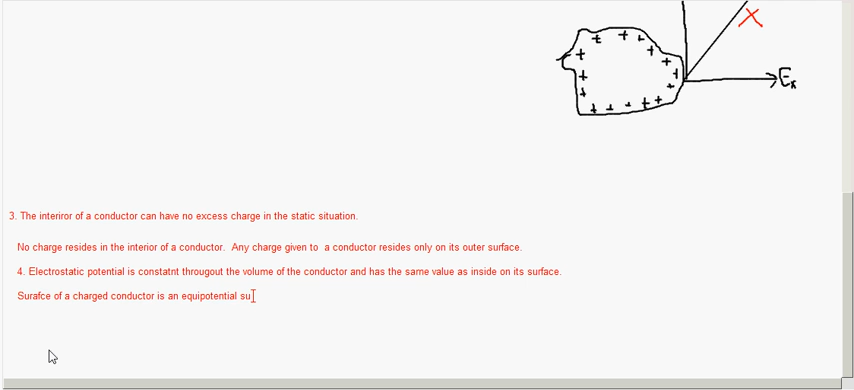 X
Ex
3. The interiror of a conductor can have no excess charge in the static situation.
No charge resides in the interior of a conductor. Any charge given to a conductor resides only on its outer surface.
4. Electrostatic potential is constatnt througout the volume of the conductor and has the same value as inside on its surface.
Surafce of a charged conductor is an equipotential su